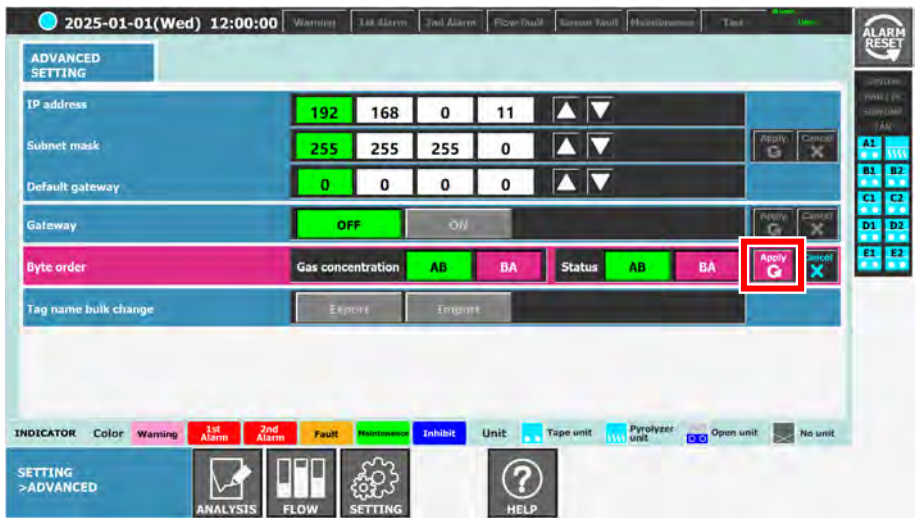 2025-01-01(Wed) 12:00:00 Warning 1st Alarm 2nd Alarm Flow Fault Sensor Fault Maintenance Test
ALARM
RESET
ADVANCED
SETTING
IP address 192 168 0 11
Subnet mask 255 255 255 0 Apply Cancel
Default gateway 0 0 0 0
Gateway OFF ON Apply Cancel
Byte order Gas concentration AB BA Status AB BA Apply Cancel
Tag name bulk change Export Import
A1
B1 B2
C1 C2
D1 D2
E1 E2
INDICATOR Color Warning 1st Alarm 2nd Alarm Fault Maintenance Inhibit Unit Tape unit Pyrolyzer unit Open unit No unit
SETTING
>ADVANCED
ANALYSIS FLOW SETTING HELP